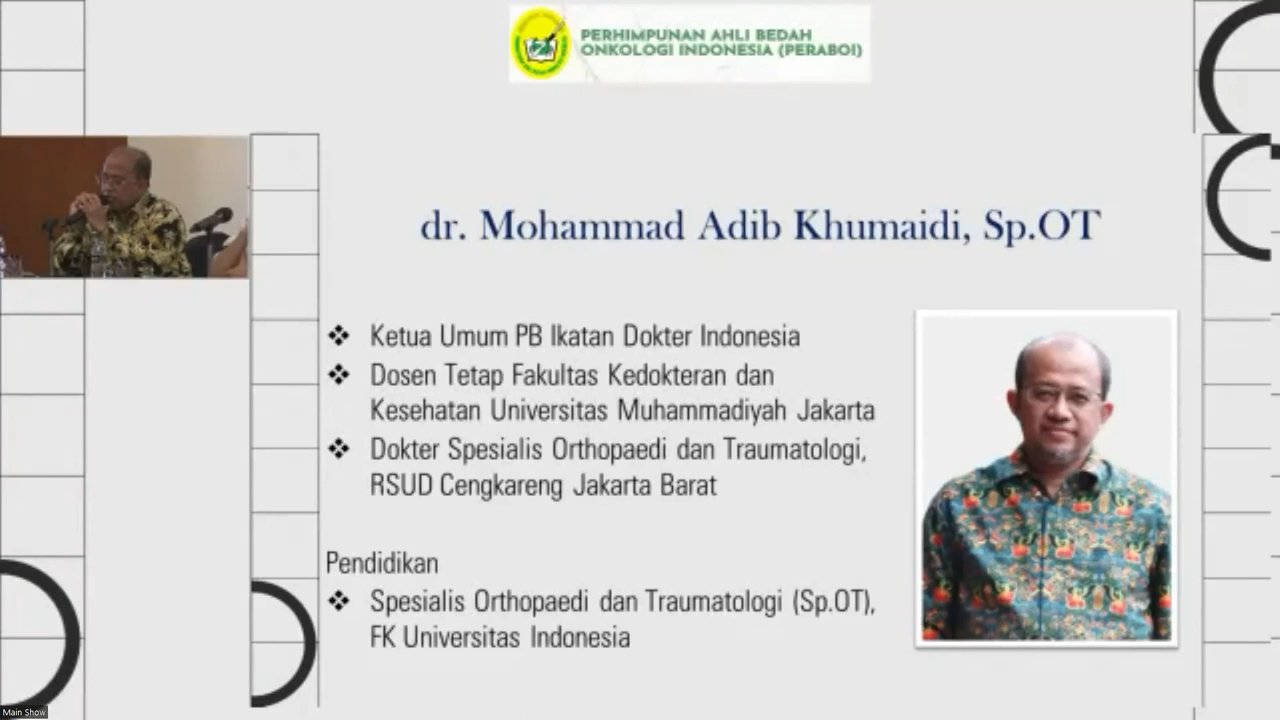 PERHIMPUNAN AHLI BEDAH
ONKOLOGI INDONESIA (PERABOI)
dr. Mohammad Adib Khumaidi, Sp.OT
❖ Ketua Umum PB Ikatan Dokter Indonesia
❖ Dosen Tetap Fakultas Kedokteran dan
Kesehatan Universitas Muhammadiyah Jakarta
❖ Dokter Spesialis Orthopaedi dan Traumatologi,
RSUD Cengkareng Jakarta Barat
Pendidikan
❖ Spesialis Orthopaedi dan Traumatologi (Sp.OT),
FK Universitas Indonesia
Main Show